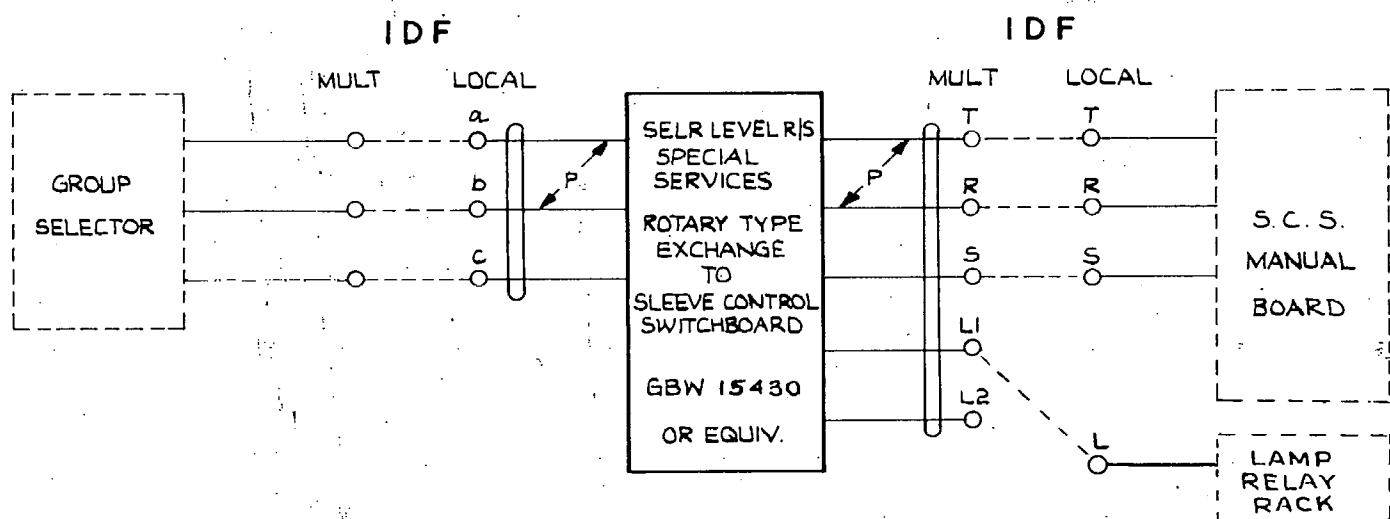 IDF
IDF
MULT
LOCAL
MULT
LOCAL
GROUP
SELECTOR
a
b
c
P
SELR LEVEL R/S
SPECIAL
SERVICES
ROTARY TYPE
EXCHANGE
TO
SLEEVE CONTROL
SWITCHBOARD
GBW 15430
OR EQUIV.
P
T
R
S
L1
L2
T
R
S
L
S.C.S.
MANUAL
BOARD
LAMP
RELAY
RACK